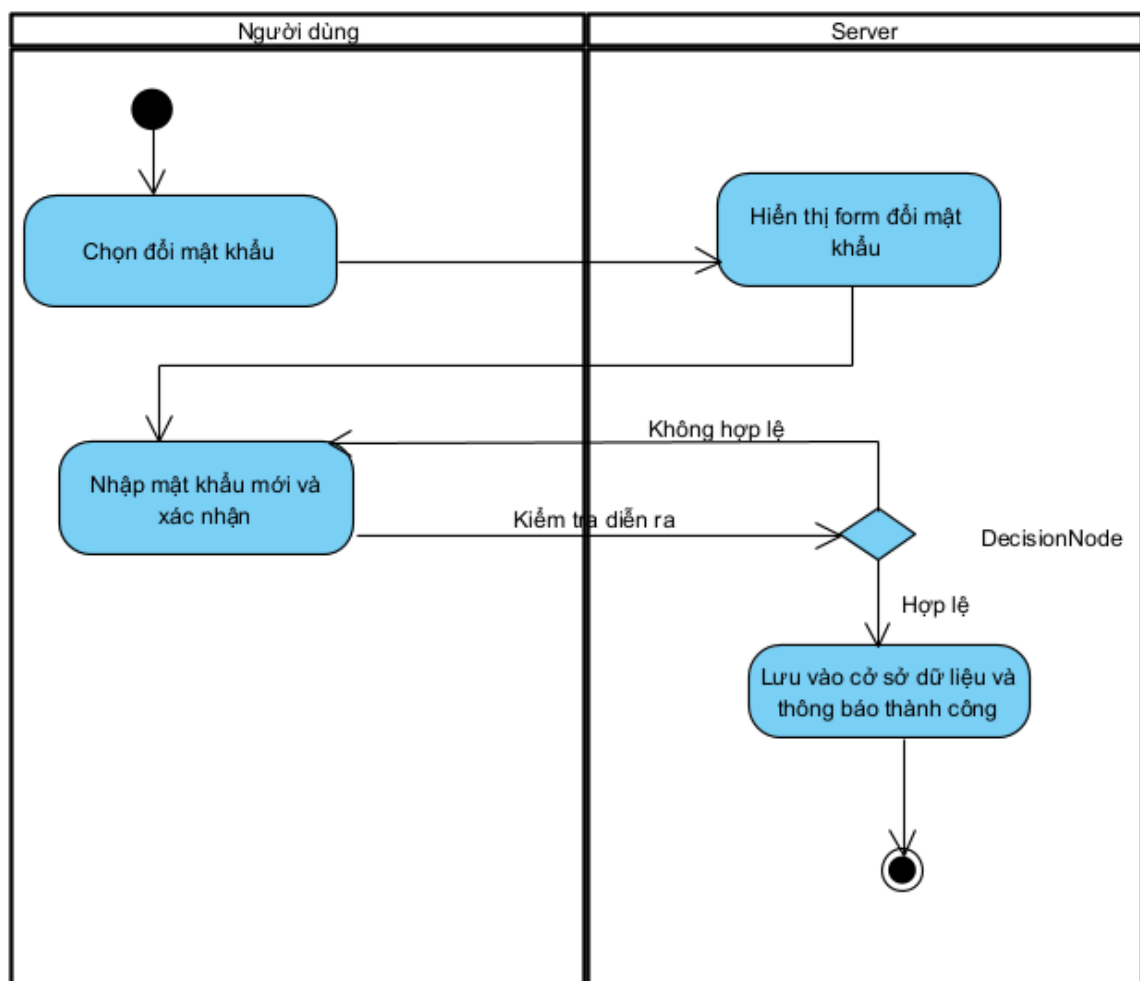 Người dùng
Server
Chọn đổi mật khẩu
Hiển thị form đổi mật
khẩu
Không hợp lệ
Nhập mật khẩu mới và
xác nhận
Kiểm tra diễn ra
DecisionNode
Hợp lệ
Lưu vào cở sở dữ liệu và
thông báo thành công